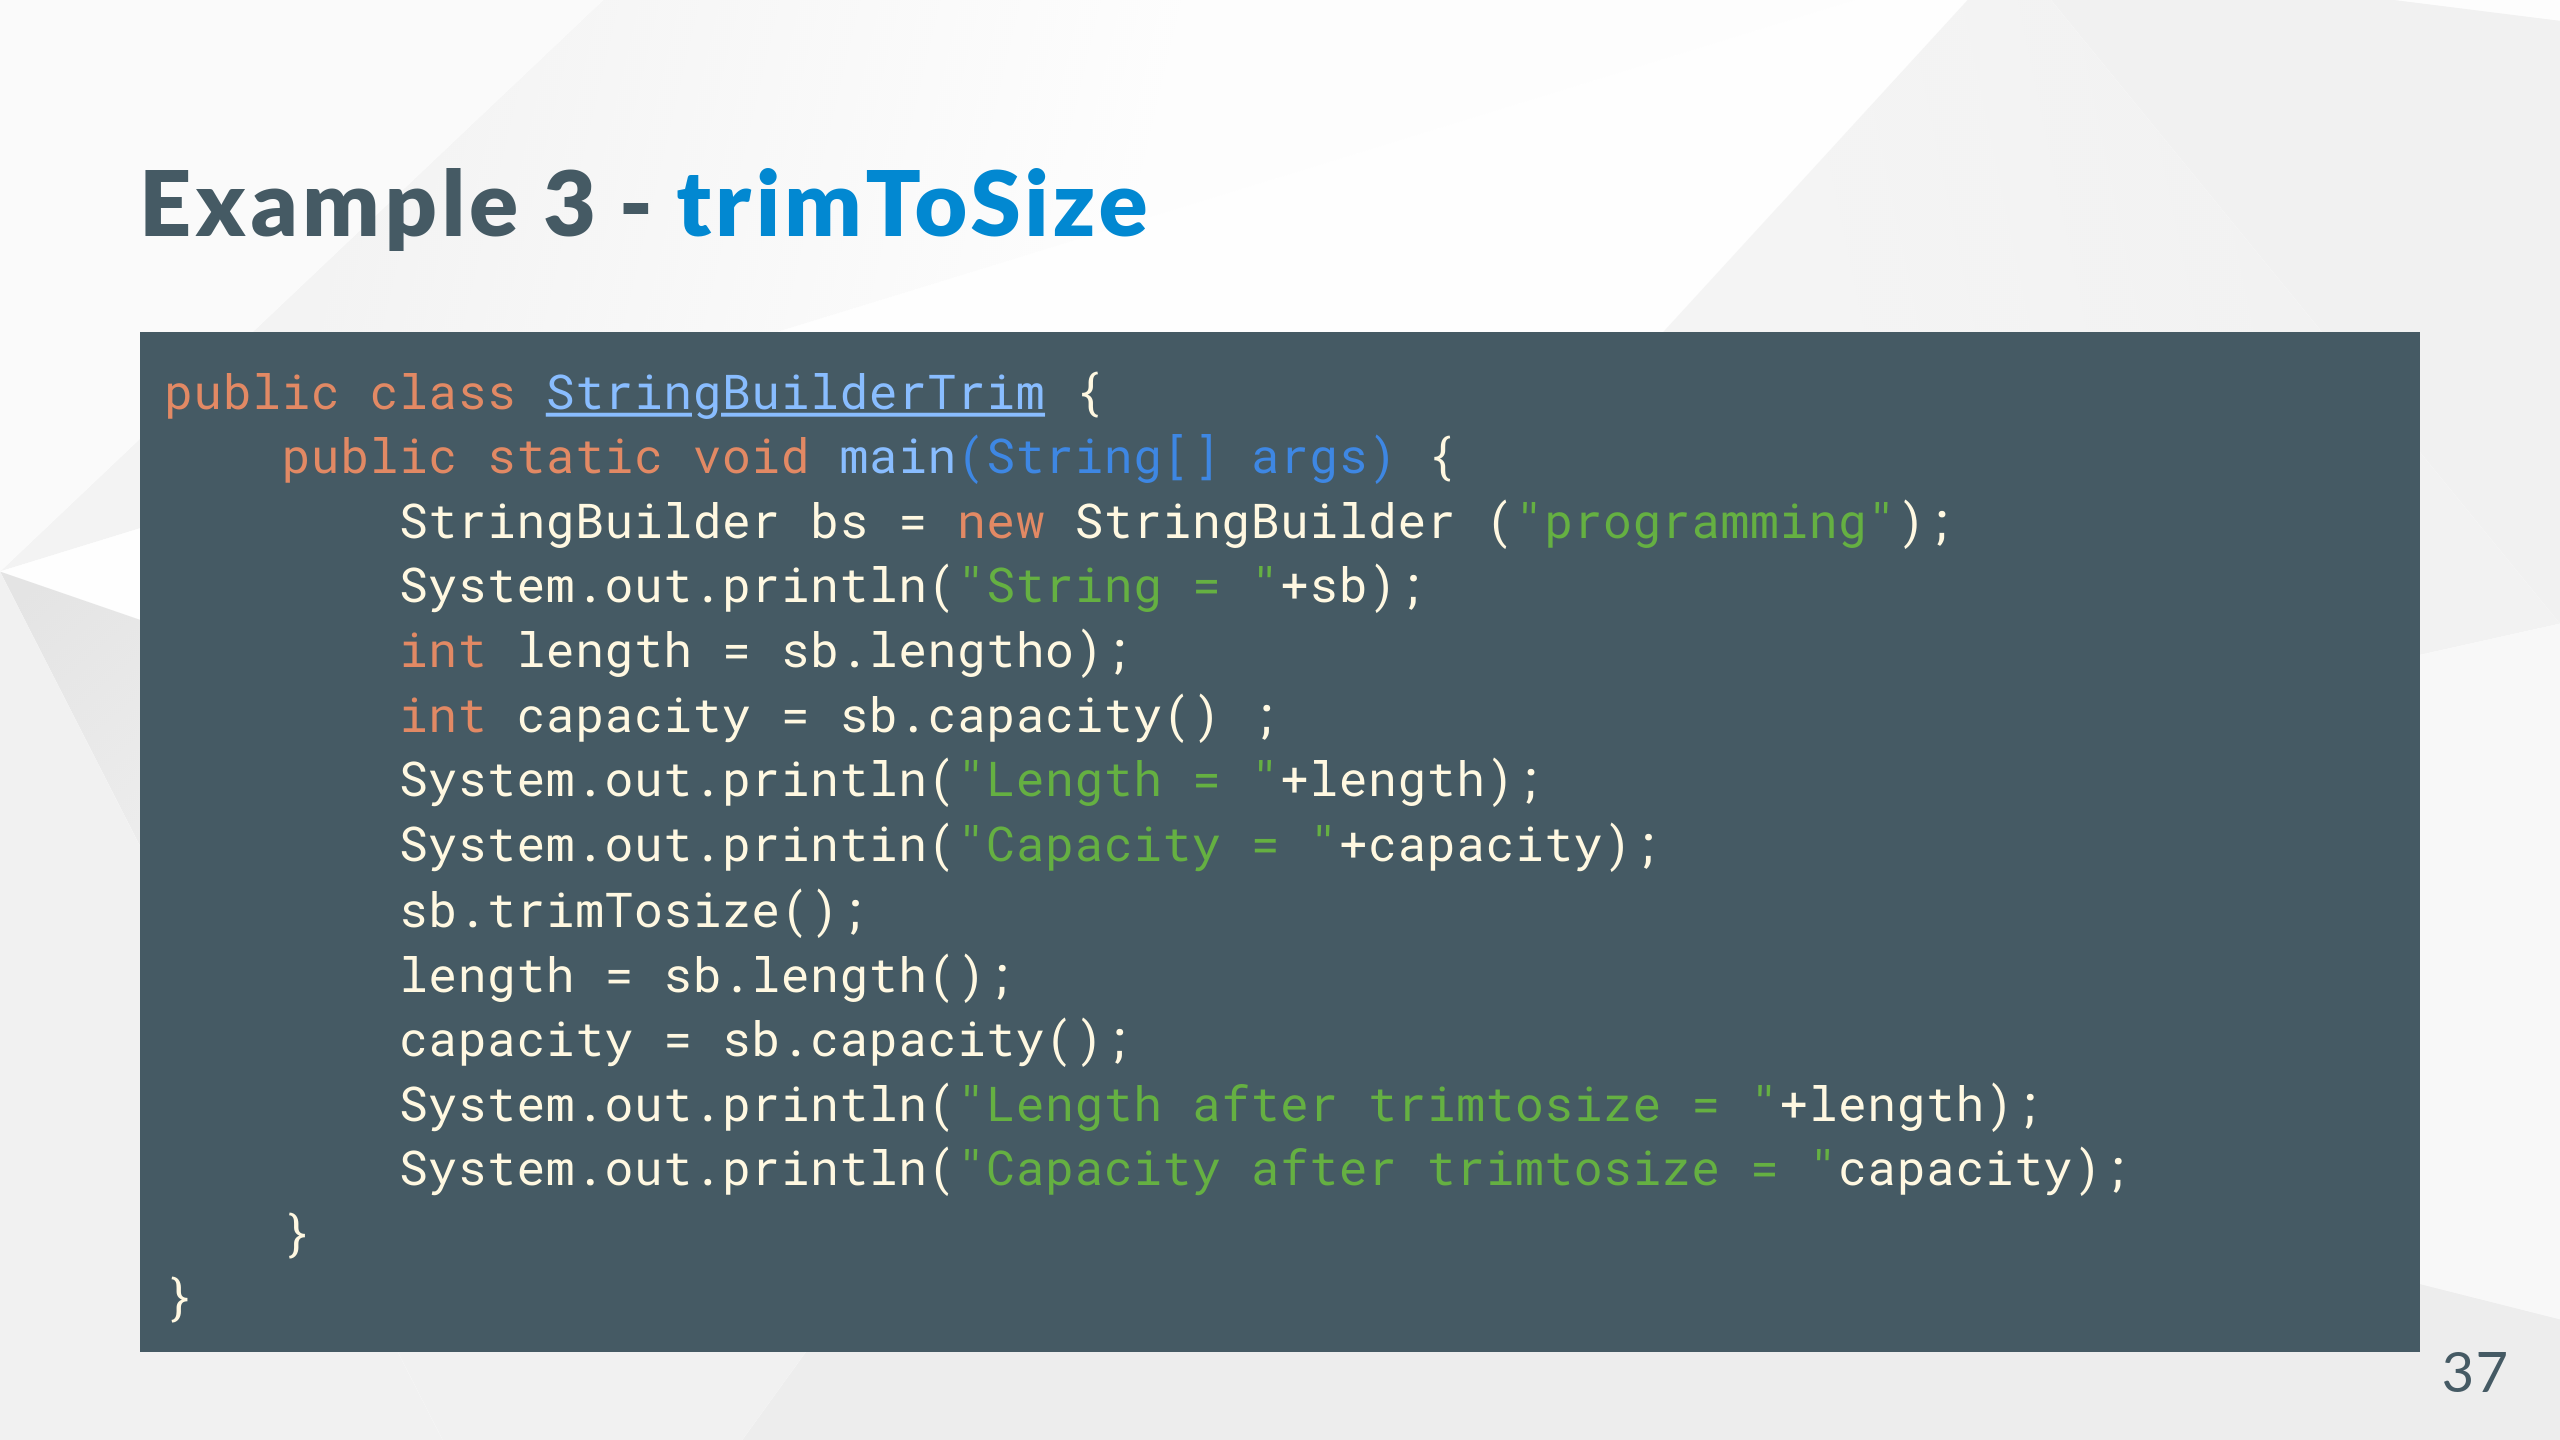 Example 3 - trimToSize
public class StringBuilderTrim {
    public static void main(String[] args) {
        StringBuilder bs = new StringBuilder ("programming");
        System.out.println("String = "+sb);
        int length = sb.lengtho);
        int capacity = sb.capacity() ;
        System.out.println("Length = "+length);
        System.out.printin("Capacity = "+capacity);
        sb.trimTosize();
        length = sb.length();
        capacity = sb.capacity();
        System.out.println("Length after trimtosize = "+length);
        System.out.println("Capacity after trimtosize = "capacity);
    }
}
37